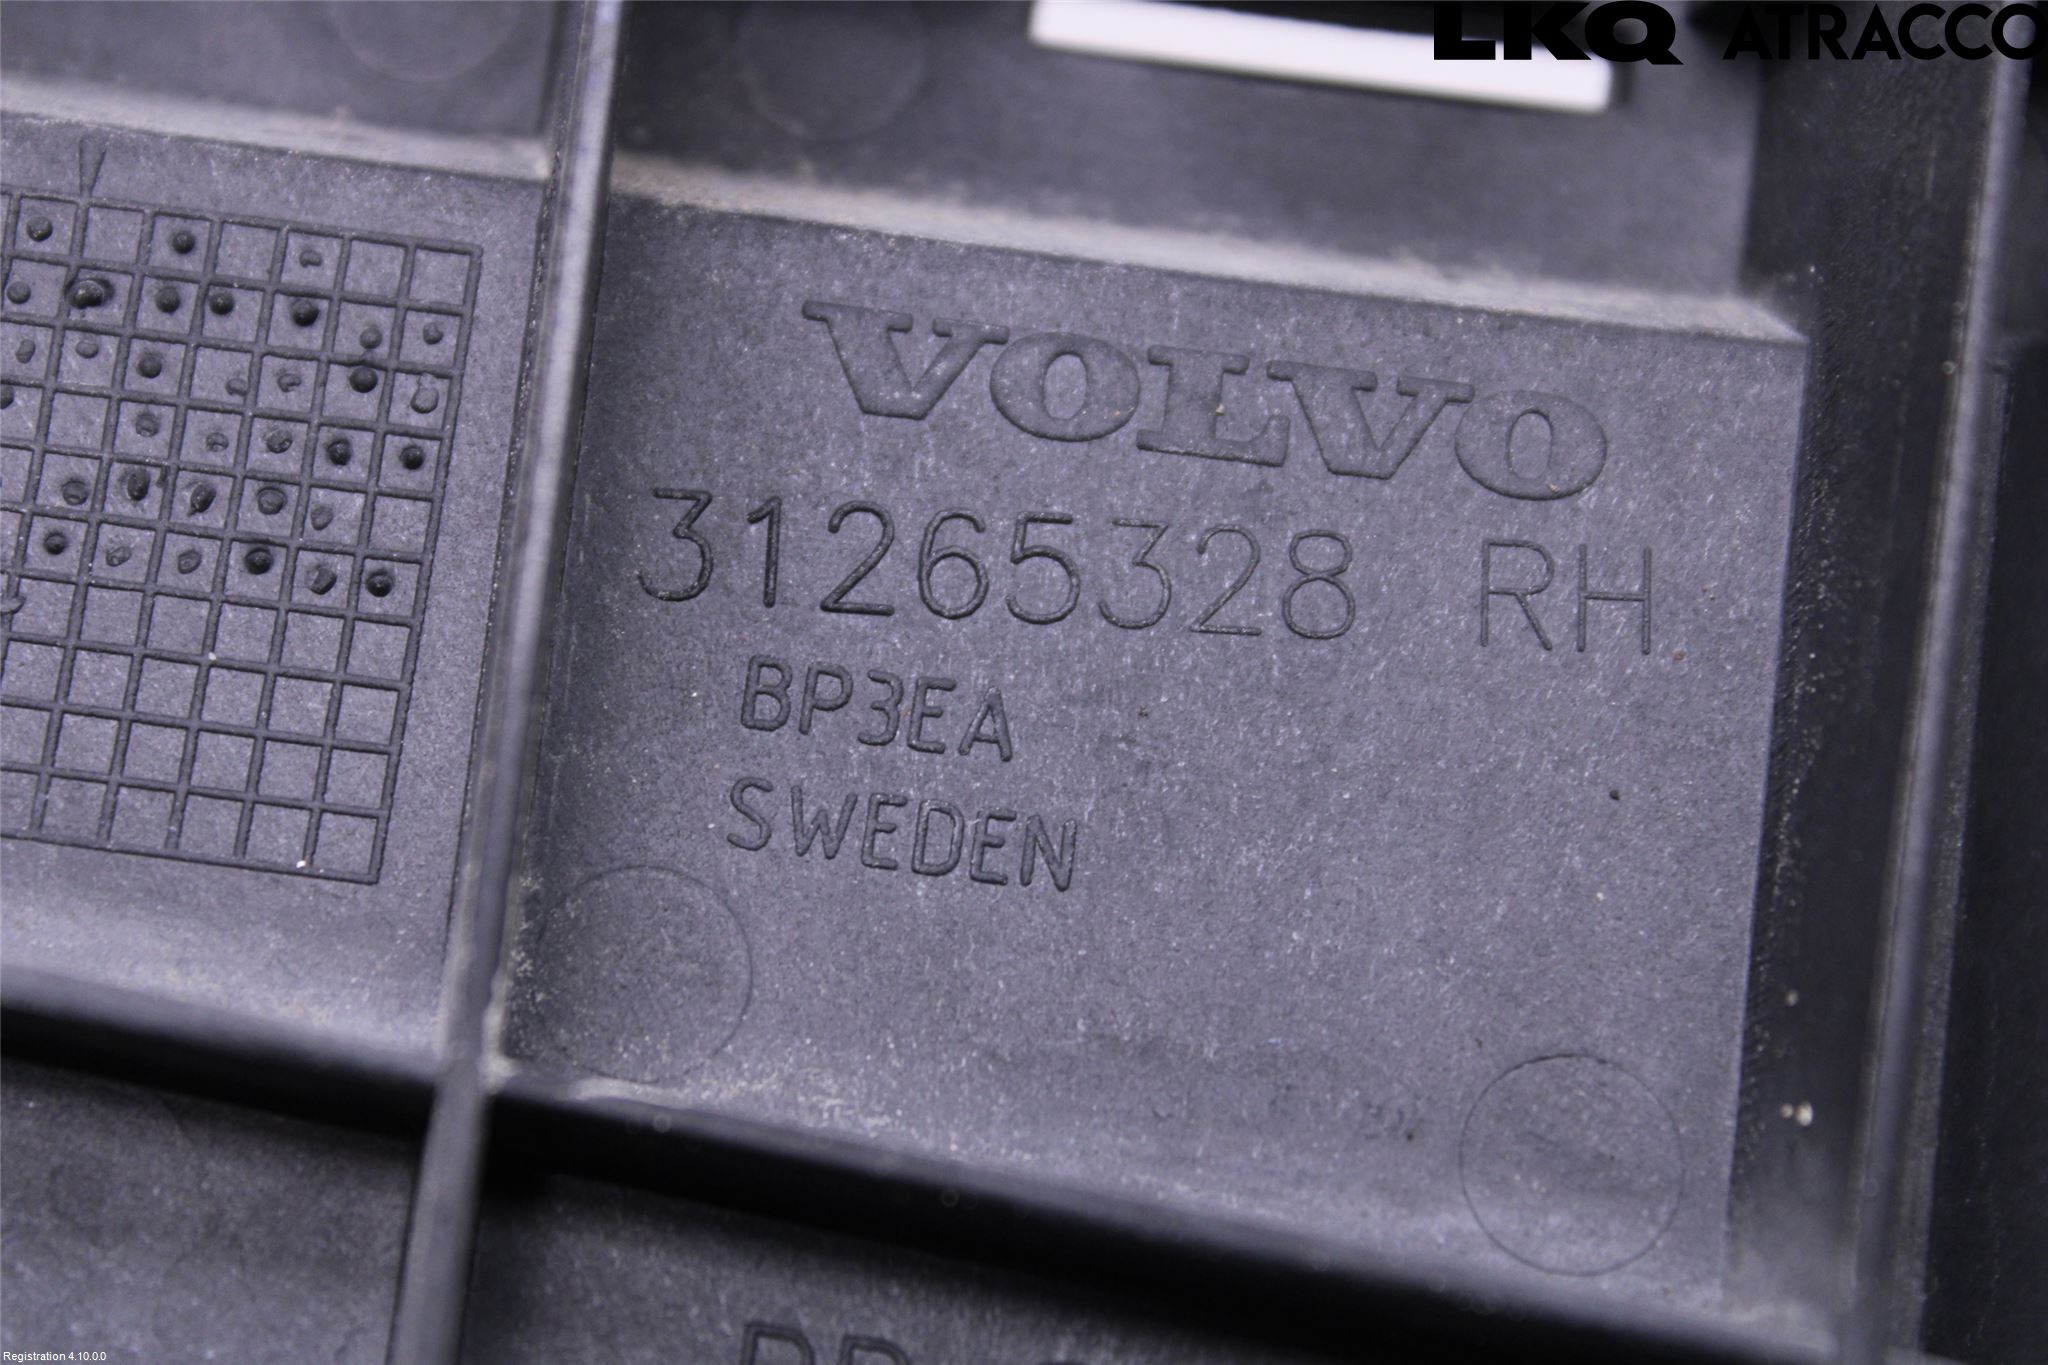 LKQ ATRACCO
VOLVO
31265328 RH
BP3EA
SWEDEN
Registration 4.10.0.0